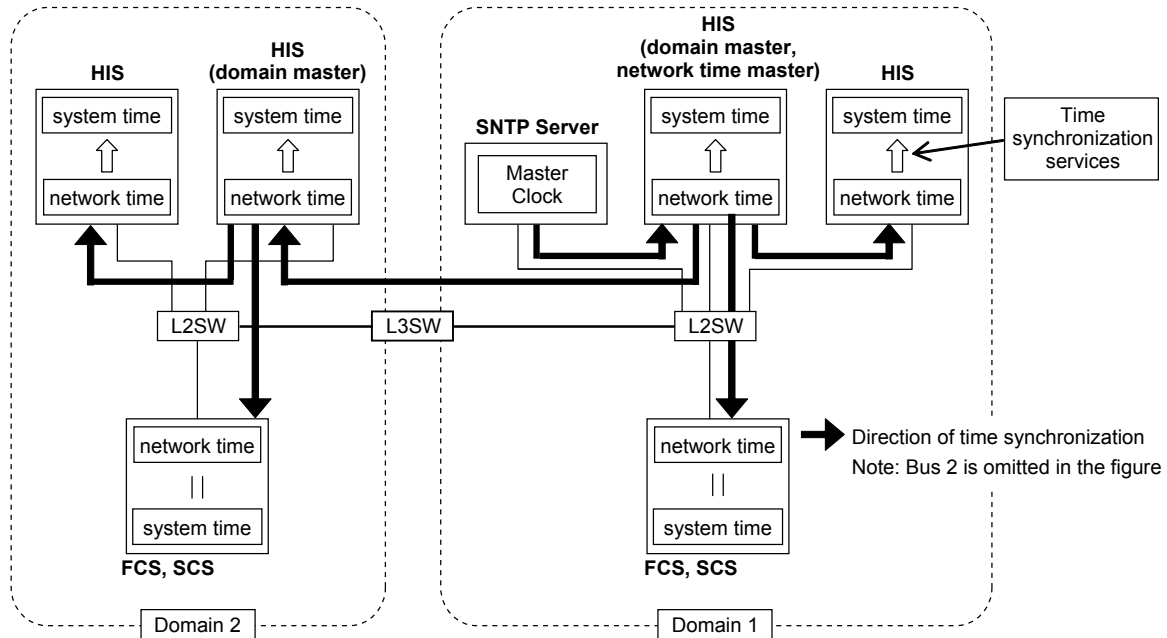 HIS
(domain master,
network time master)
HIS
(domain master)
HIS
HIS
SNTP Server
system time
system time
system time
system time
Time
synchronization
services
Master
Clock
network time
network time
network time
network time
L2SW
L3SW
L2SW
network time
network time
Direction of time synchronization
Note: Bus 2 is omitted in the figure
system time
system time
FCS, SCS
FCS, SCS
Domain 2
Domain 1